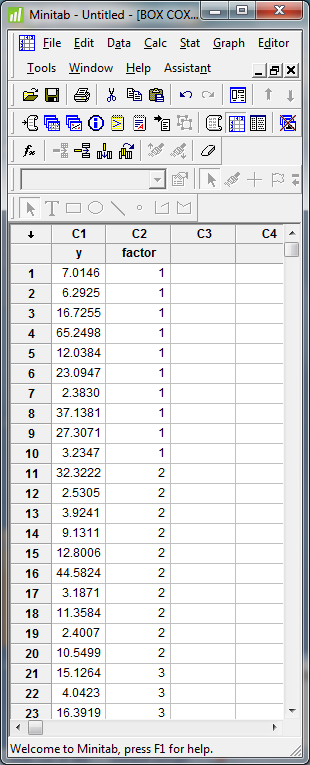 Minitab - Untitled - [BOX COX...
File Edit Data Calc Stat Graph Editor
Tools Window Help Assistant
C1 C2 C3 C4
y factor
1 7.0146 1
2 6.2925 1
3 16.7255 1
4 65.2498 1
5 12.0384 1
6 23.0947 1
7 2.3830 1
8 37.1381 1
9 27.3071 1
10 3.2347 1
11 32.3222 2
12 2.5305 2
13 3.9241 2
14 9.1311 2
15 12.8006 2
16 44.5824 2
17 3.1871 2
18 11.3584 2
19 2.4007 2
20 10.5499 2
21 15.1264 3
22 4.0423 3
23 16.3919 3
Welcome to Minitab, press F1 for help.